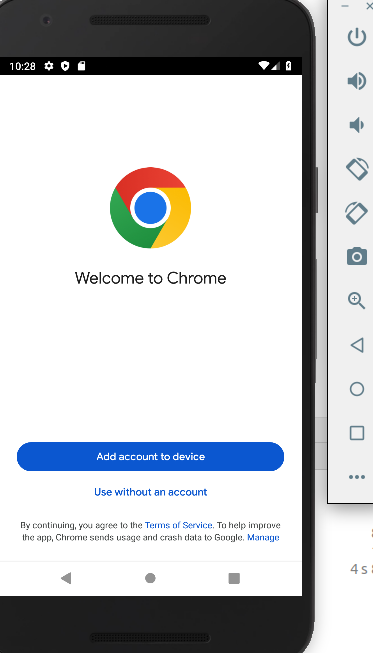 10:28
Welcome to Chrome
Add account to device
Use without an account
By continuing, you agree to the Terms of Service. To help improve
the app, Chrome sends usage and crash data to Google. Manage
4 s